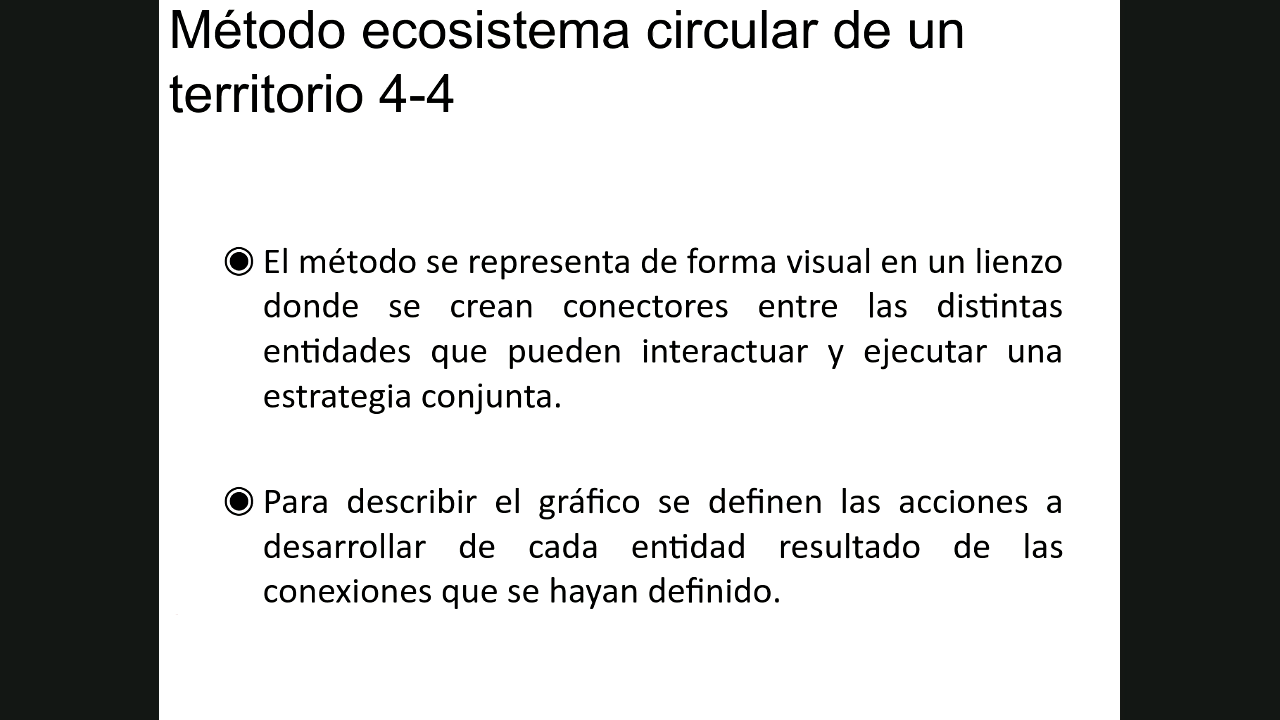 Método ecosistema circular de un
territorio 4-4
◉ El método se representa de forma visual en un lienzo
donde se crean conectores entre las distintas
entidades que pueden interactuar y ejecutar una
estrategia conjunta.
◉ Para describir el gráfico se definen las acciones a
desarrollar de cada entidad resultado de las
conexiones que se hayan definido.